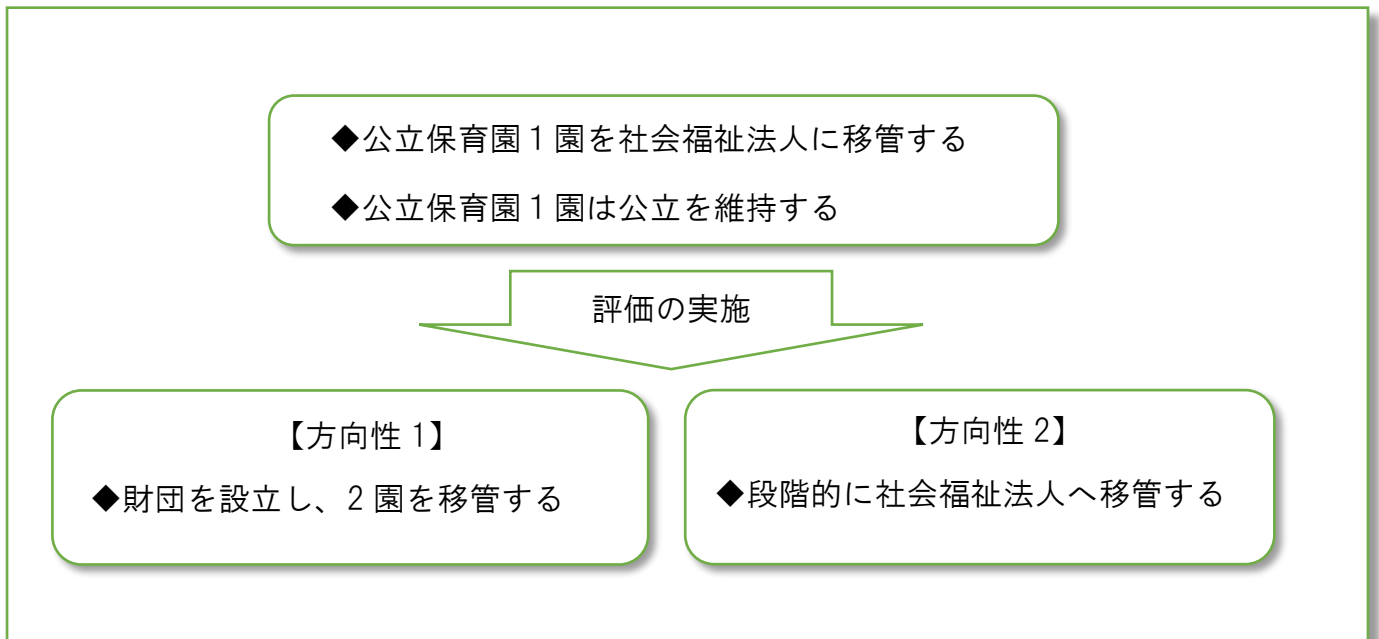 ◆公立保育園1園を社会福祉法人に移管する
◆公立保育園1園は公立を維持する
評価の実施
【方向性1】
◆財団を設立し、2園を移管する
【方向性2】
◆段階的に社会福祉法人へ移管する